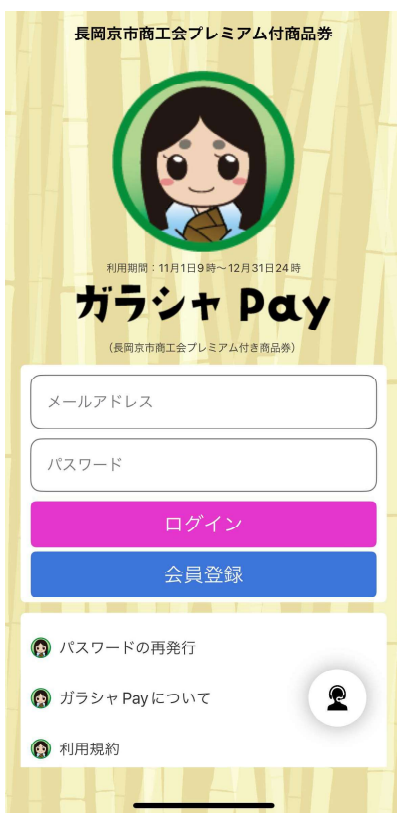 長岡京市商工会プレミアム付商品券
利用期間：11月1日9時～12月31日24時
ガラシャ Pay
（長岡京市商工会プレミアム付き商品券）
メールアドレス
パスワード
ログイン
会員登録
パスワードの再発行
ガラシャPayについて
利用規約